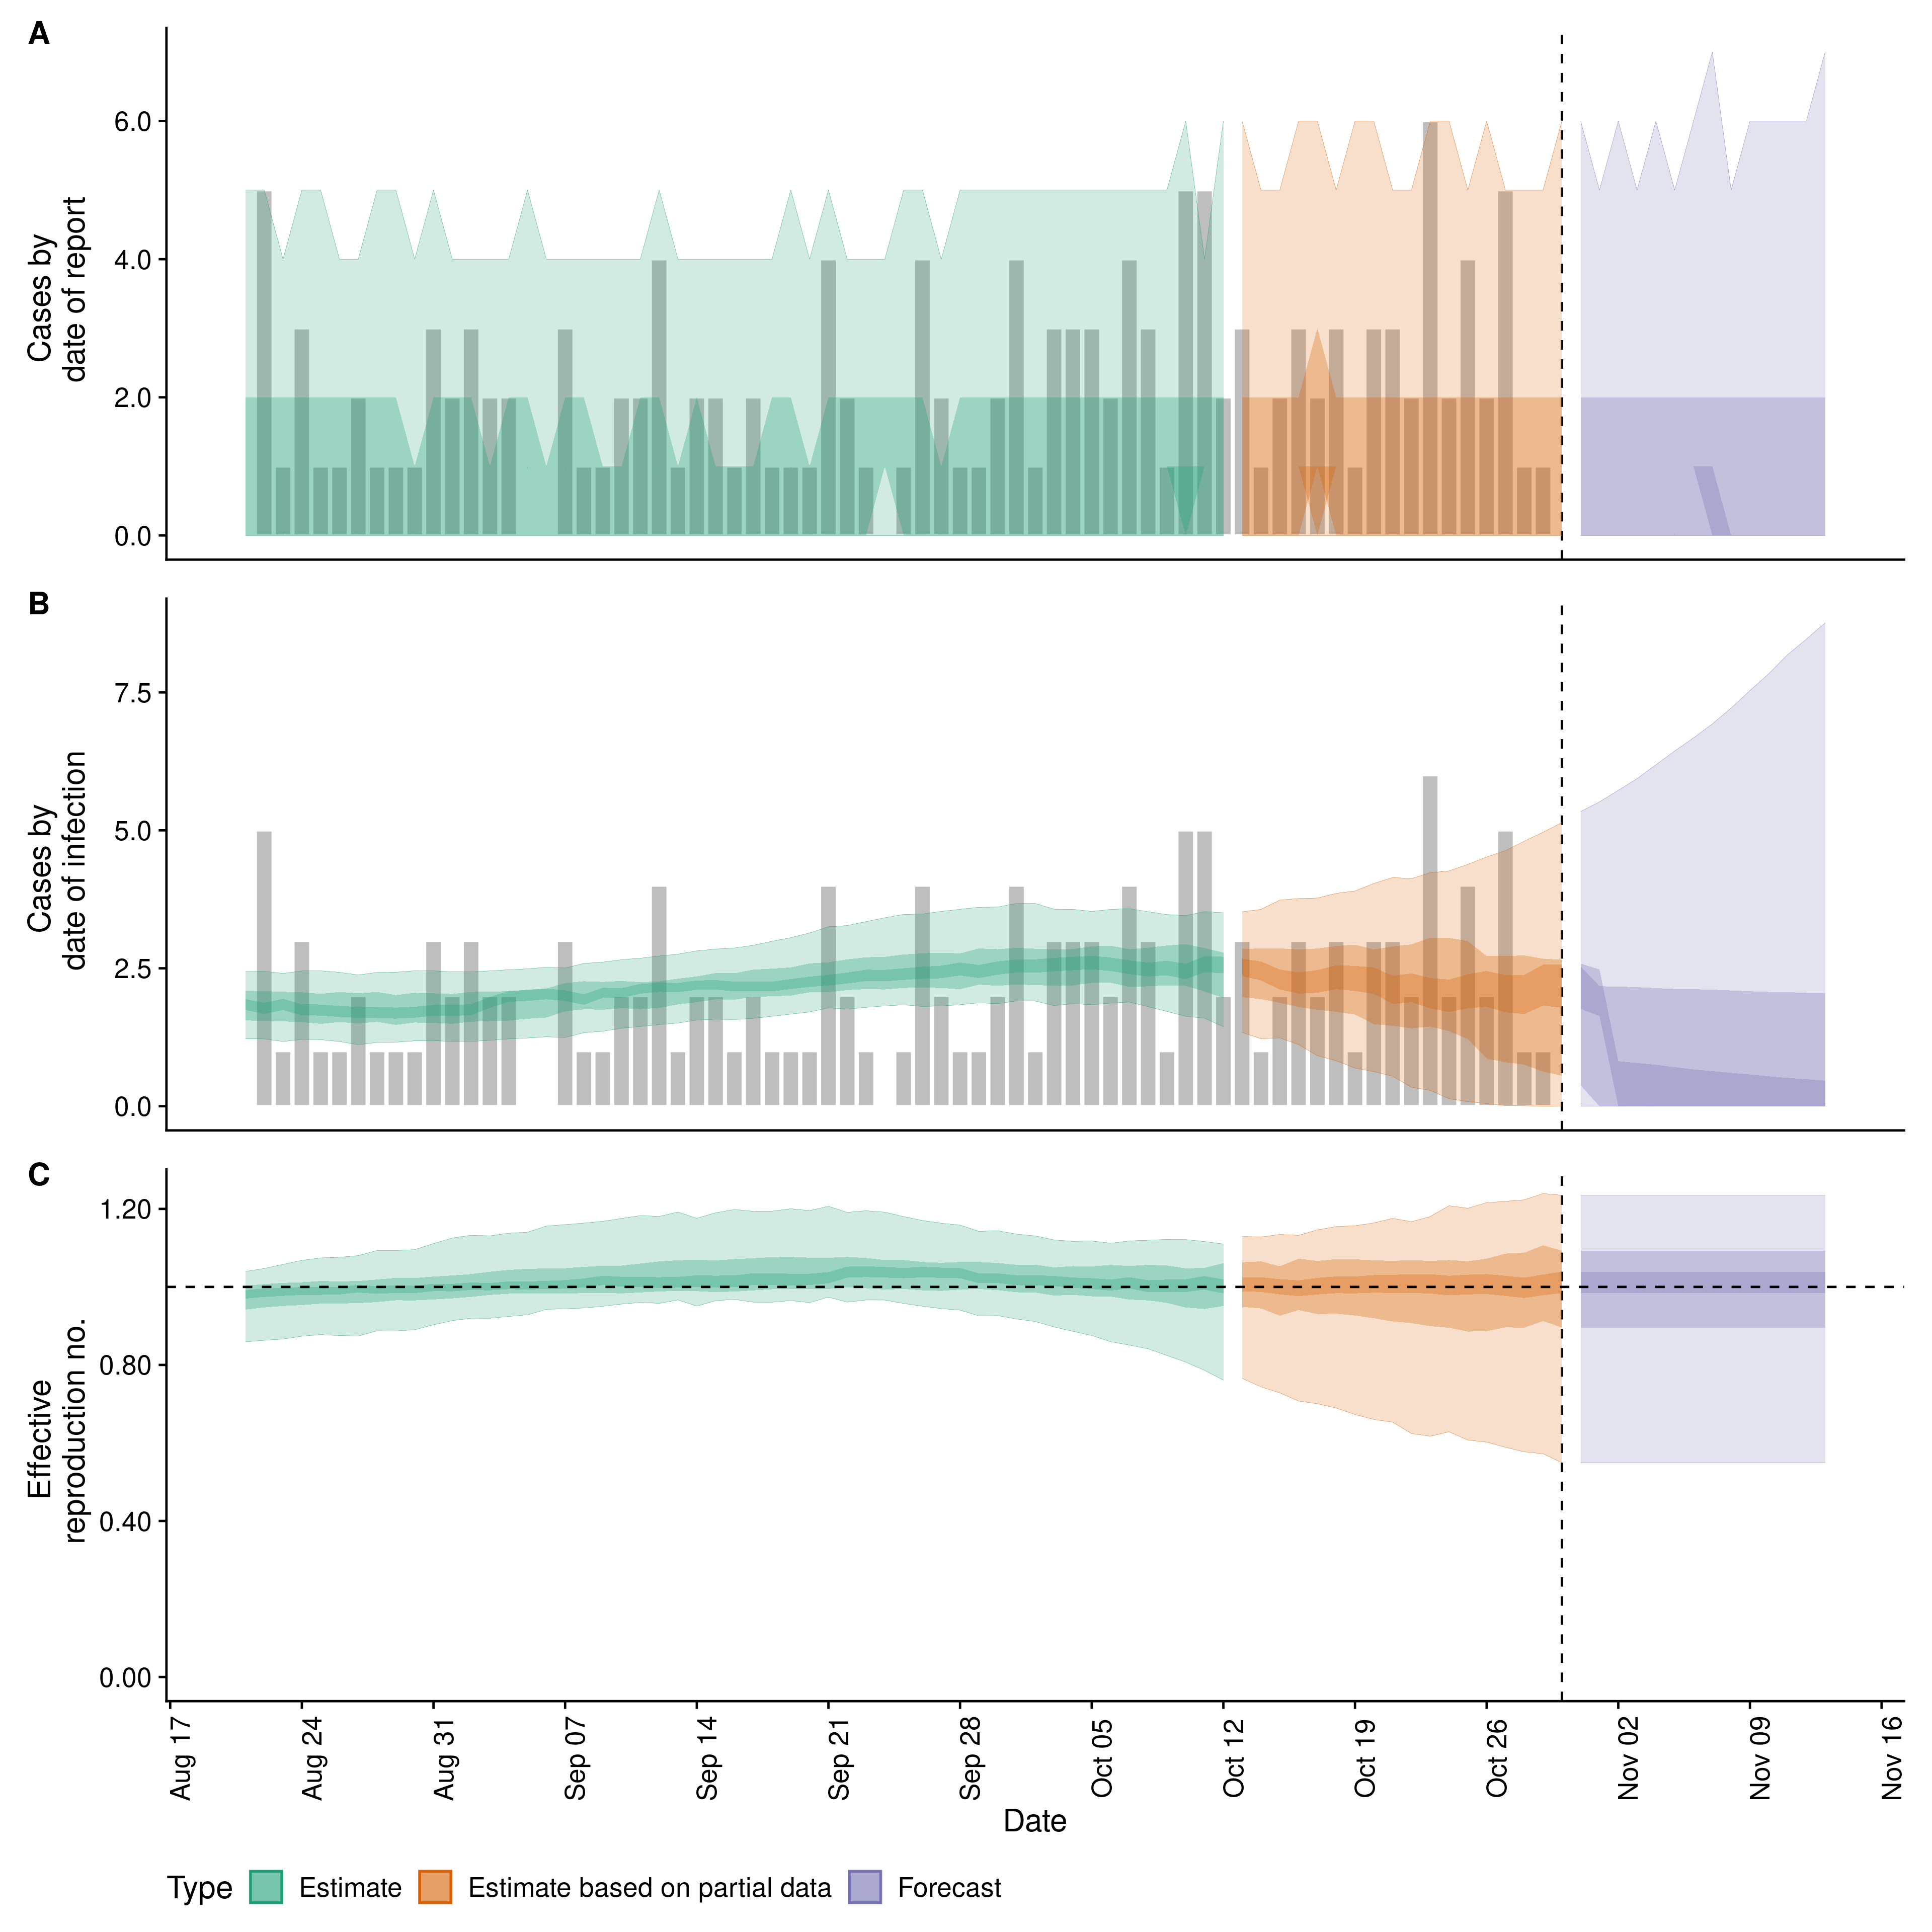 A
Cases by
date of report
6.0
4.0
2.0
0.0
B
Cases by
date of infection
7.5
5.0
2.5
0.0
C
Effective
reproduction no.
1.20
0.80
0.40
0.00
Aug 17
Aug 24
Aug 31
Sep 07
Sep 14
Sep 21
Sep 28
Oct 05
Oct 12
Oct 19
Oct 26
Nov 02
Nov 09
Nov 16
Date
Type Estimate Estimate based on partial data Forecast